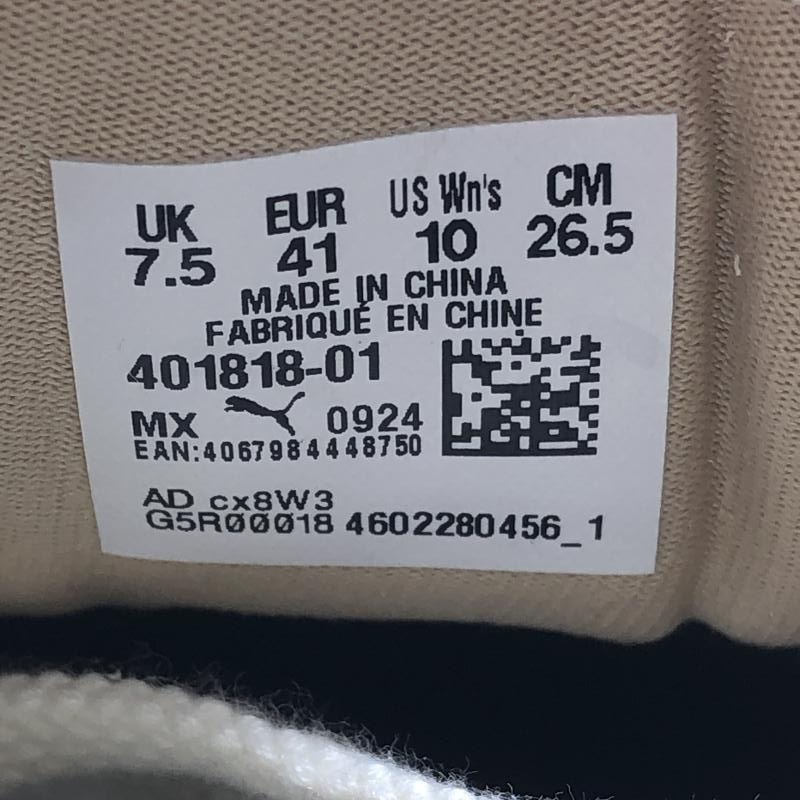 UK EUR US Wn's CM
7.5 41 10 26.5
MADE IN CHINA
FABRIQUÉ EN CHINE
401818-01
MX 0924
EAN:4067984448750
AD cx8W3
G5RØØØ18 4602280456_1